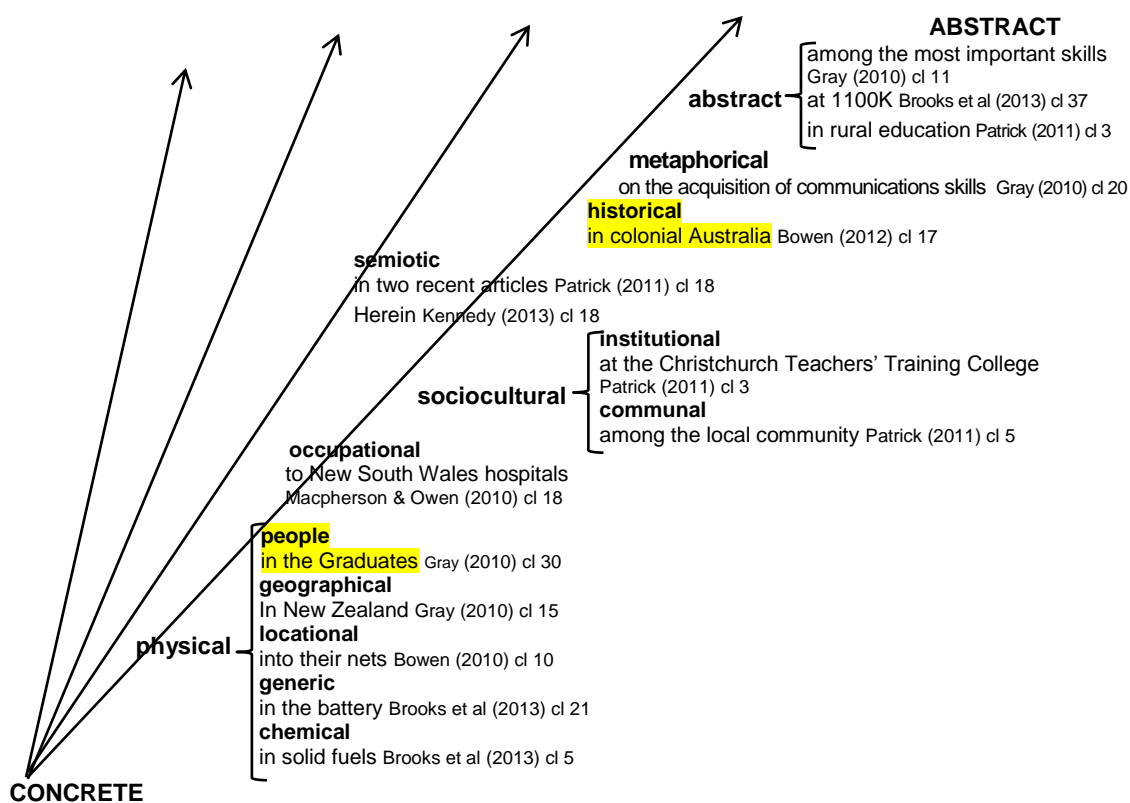 ABSTRACT
among the most important skills
Gray (2010) cl 11
abstract
at 1100K Brooks et al (2013) cl 37
in rural education Patrick (2011) cl 3
metaphorical
on the acquisition of communications skills Gray (2010) cl 20
historical
in colonial Australia Bowen (2012) cl 17
semiotic
in two recent articles Patrick (2011) cl 18
Herein Kennedy (2013) cl 18
institutional
at the Christchurch Teachers’ Training College
Patrick (2011) cl 3
sociocultural
communal
among the local community Patrick (2011) cl 5
occupational
to New South Wales hospitals
Macpherson & Owen (2010) cl 18
people
in the Graduates Gray (2010) cl 30
geographical
In New Zealand Gray (2010) cl 15
locational
physical
into their nets Bowen (2010) cl 10
generic
in the battery Brooks et al (2013) cl 21
chemical
in solid fuels Brooks et al (2013) cl 5
CONCRETE